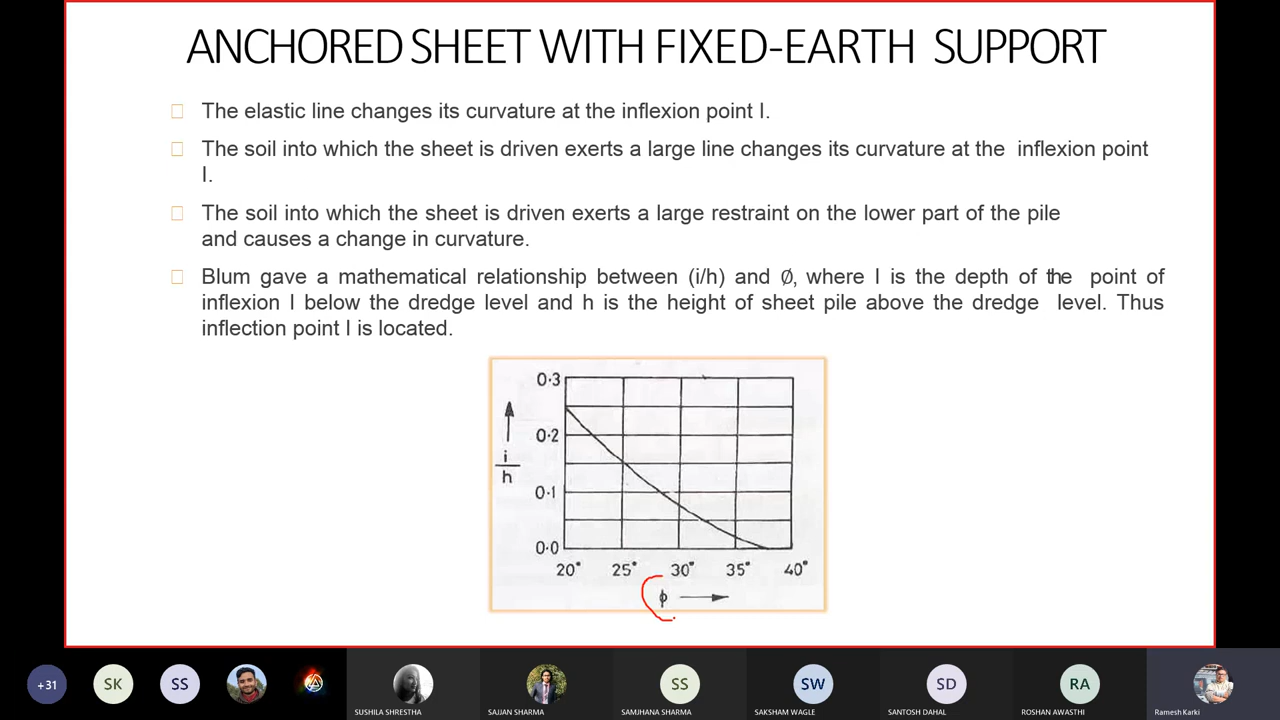 ANCHORED SHEET WITH FIXED-EARTH SUPPORT
The elastic line changes its curvature at the inflexion point I.
The soil into which the sheet is driven exerts a large line changes its curvature at the inflexion point
I.
The soil into which the sheet is driven exerts a large restraint on the lower part of the pile
and causes a change in curvature.
Blum gave a mathematical relationship between (i/h) and Ø, where I is the depth of the point of
inflexion I below the dredge level and h is the height of sheet pile above the dredge level. Thus
inflection point I is located.
0.3
0.2
i
h
0.1
0.0
20° 25° 30° 35° 40°
ϕ
+31 SK SS SS SW SD RA
SUSHILA SHRESTHA SAJJAN SHARMA SAMJHANA SHARMA SAKSHAM WAGLE SANTOSH DAHAL ROSHAN AWASTHI Ramesh Karki